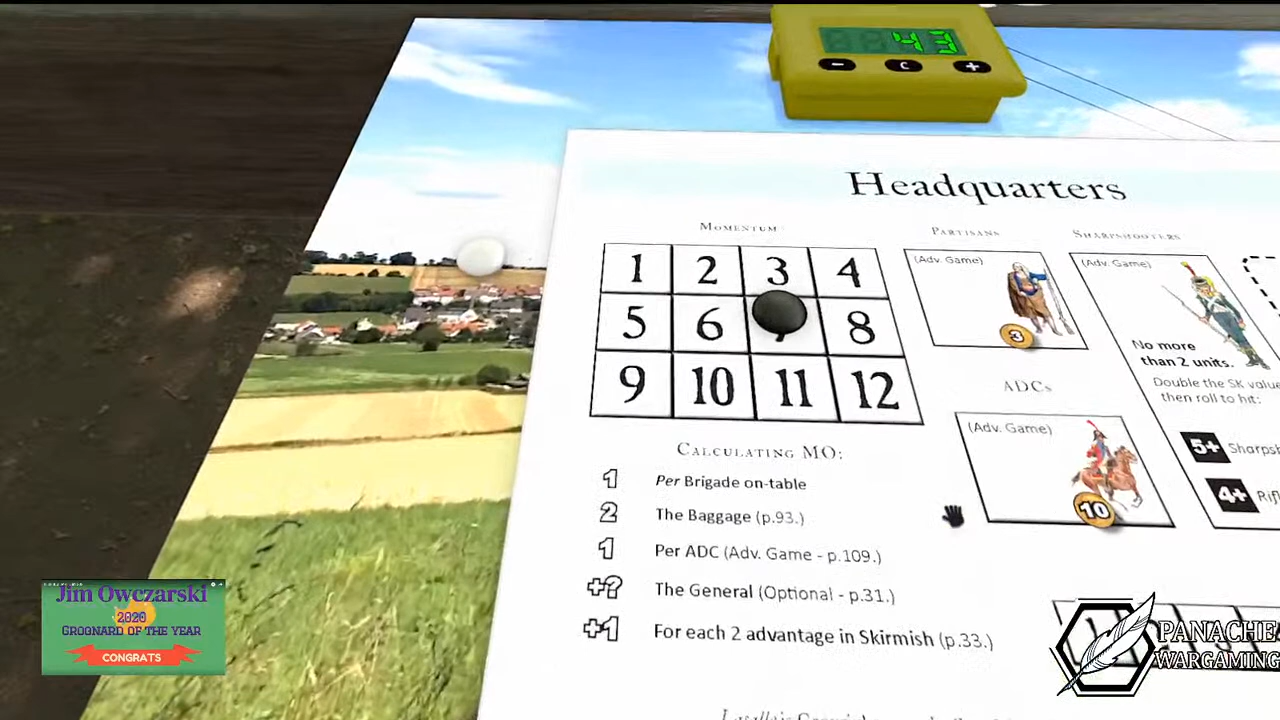 43
− C +
Headquarters
Momentum
Partisans
Sharpshooters
1 2 3 4
5 6 7 8
9 10 11 12
(Adv. Game)
3
(Adv. Game)
No more
than 2 units.
Double the SK value
then roll to hit:
5+
4+
ADCs
(Adv. Game)
10
Calculating MO:
1 Per Brigade on-table
2 The Baggage (p.93.)
1 Per ADC (Adv. Game - p.109.)
+? The General (Optional - p.31.)
+1 For each 2 advantage in Skirmish (p.33.)
Jim Owczarski
2020
GROGNARD OF THE YEAR
CONGRATS
PANACHEA
WARGAMING